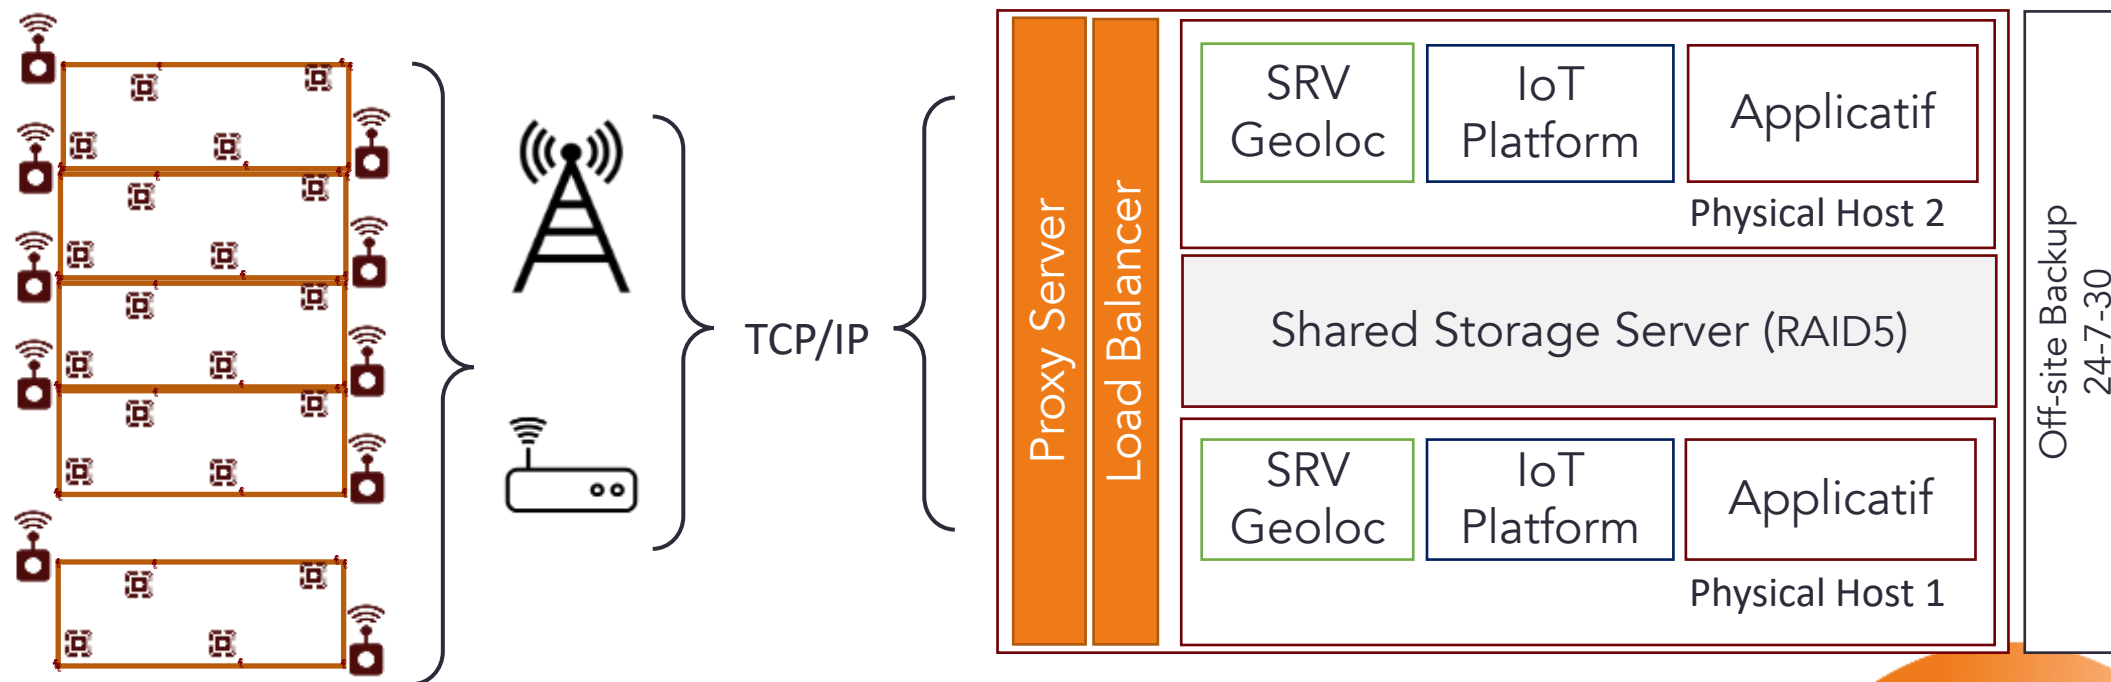 TCP/IP
Proxy Server
Load Balancer
SRV
Geoloc
IoT
Platform
Applicatif
Physical Host 2
Shared Storage Server (RAID5)
SRV
Geoloc
IoT
Platform
Applicatif
Physical Host 1
Off-site Backup
24-7-30